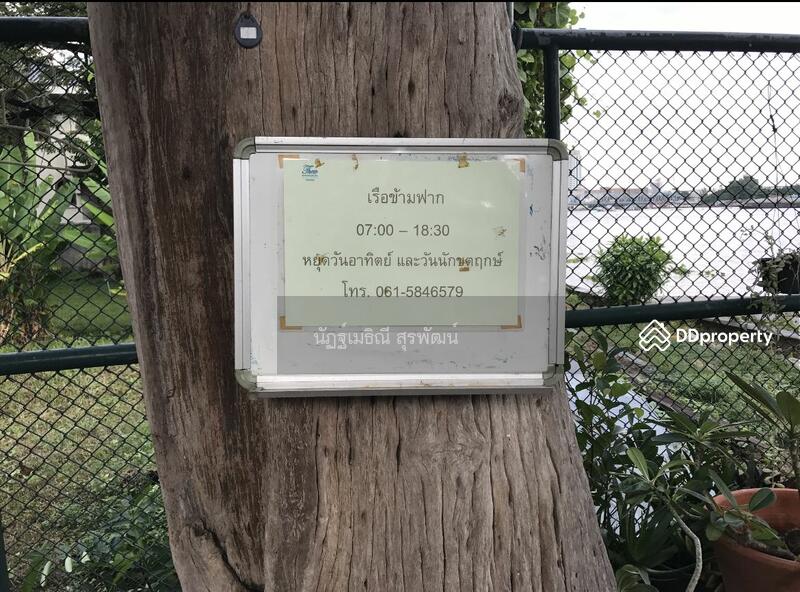 เรือข้ามฟาก
07:00 – 18:30
หยุดวันอาทิตย์ และวันนักขตฤกษ์
โทร. 061-5846579
นัฏฐ์เมธิณี สุรพัฒน์
DDproperty